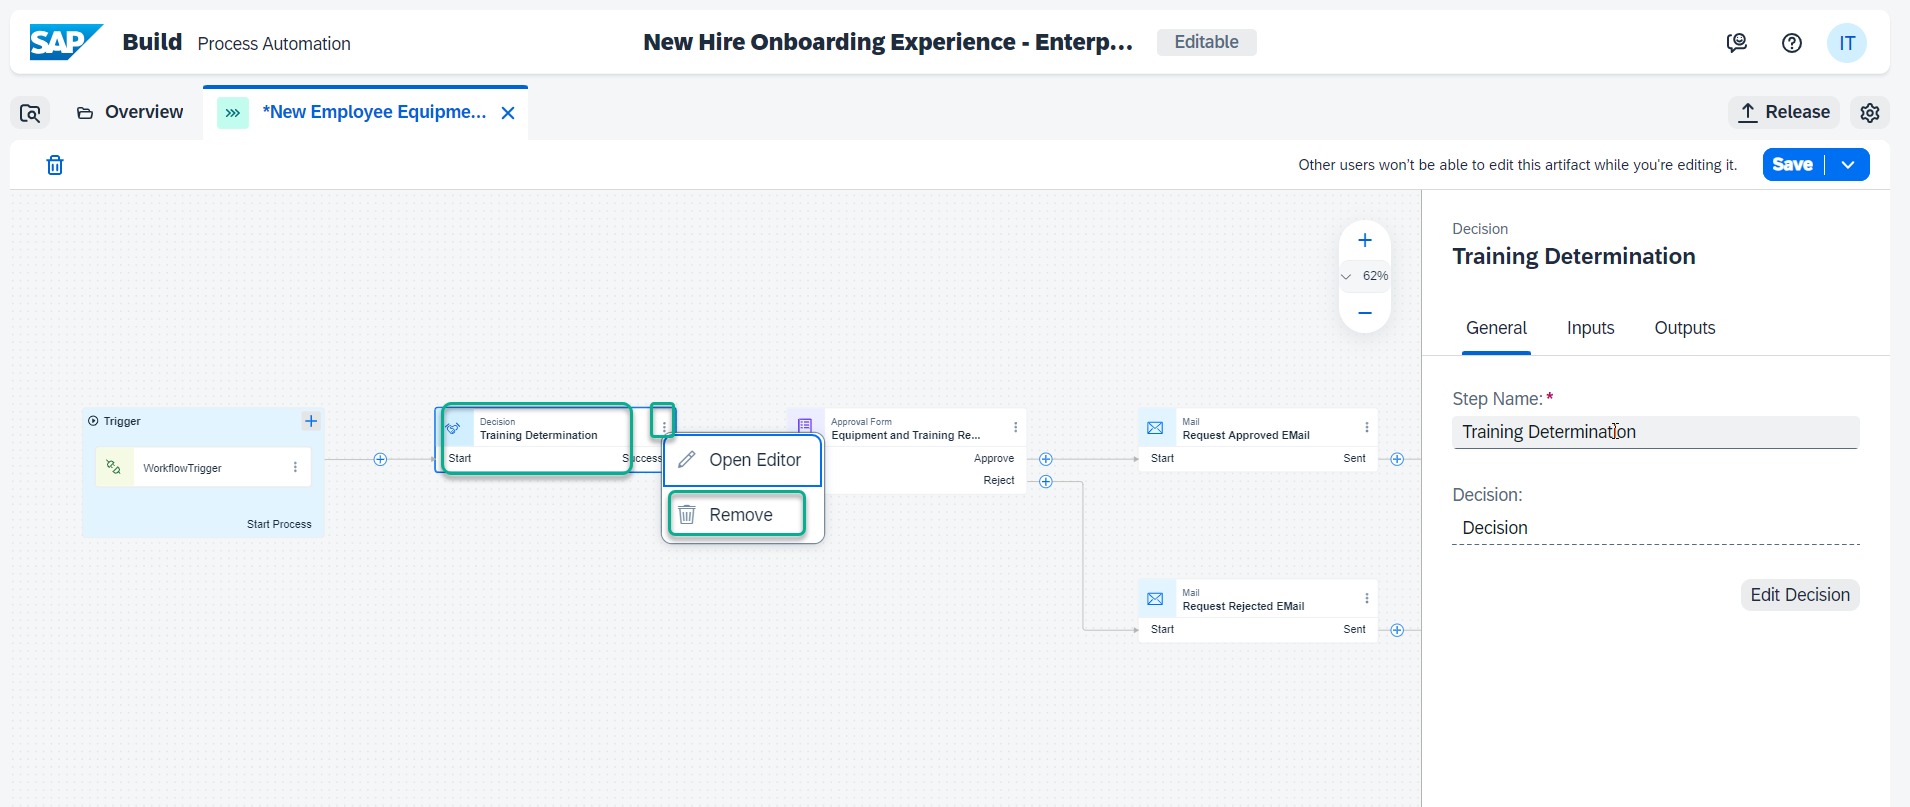 SAP Build Process Automation
New Hire Onboarding Experience - Enterp...
Editable
IT
Overview
*New Employee Equipme...
Release
Other users won't be able to edit this artifact while you're editing it.
Save
62%
Trigger
WorkflowTrigger
Start Process
Decision
Training Determination
Start
Success
Open Editor
Remove
Approval Form
Equipment and Training Re...
Approve
Reject
Mail
Request Approved EMail
Start
Sent
Mail
Request Rejected EMail
Start
Sent
Decision
Training Determination
General
Inputs
Outputs
Step Name:*
Training Determination
Decision:
Decision
Edit Decision